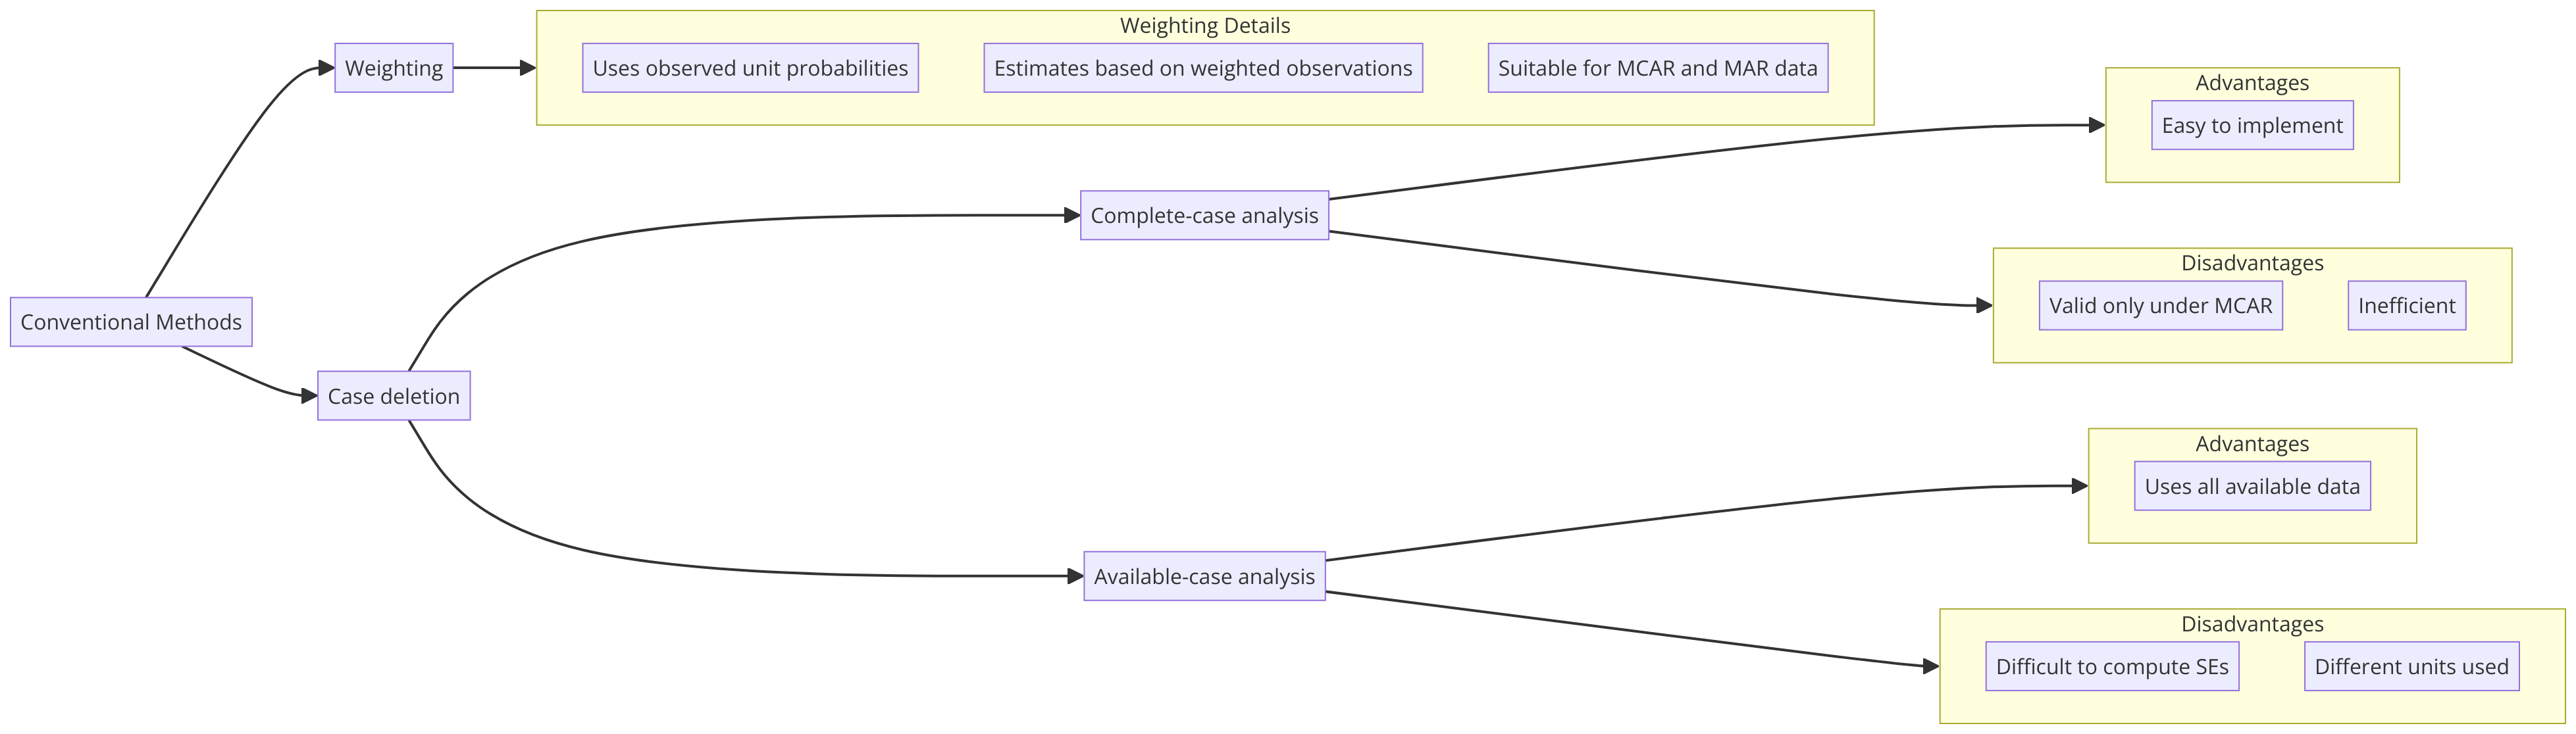 Conventional Methods
Weighting
Weighting Details
Uses observed unit probabilities
Estimates based on weighted observations
Suitable for MCAR and MAR data
Case deletion
Complete-case analysis
Advantages
Easy to implement
Disadvantages
Valid only under MCAR
Inefficient
Available-case analysis
Advantages
Uses all available data
Disadvantages
Difficult to compute SEs
Different units used